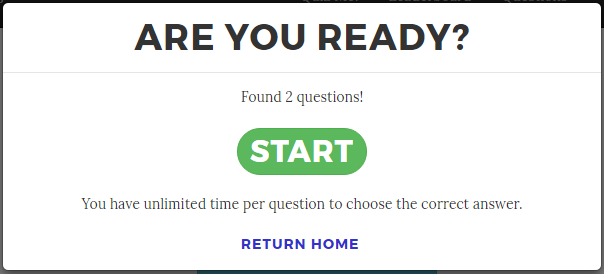 ARE YOU READY?
Found 2 questions!
START
You have unlimited time per question to choose the correct answer.
RETURN HOME